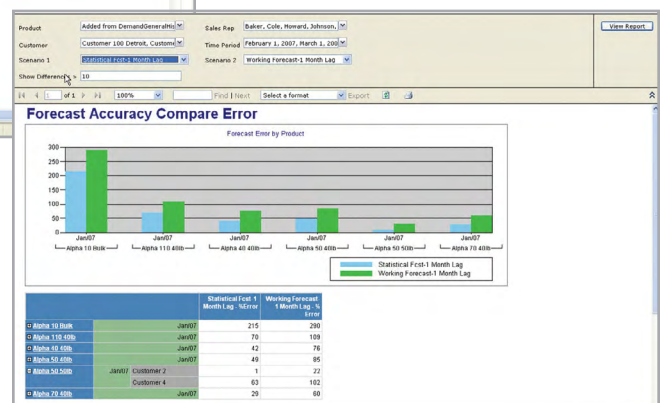 Product Added from DemandGeneralHis Sales Rep Baker, Cole, Howard, Johnson, View Report
Customer Customer 100 Detroit, Custome Time Period February 1, 2007, March 1, 200
Scenario 1 Statistical Fcst-1 Month Lag Scenario 2 Working Forecast-1 Month Lag
Show Differences > 10
1 of 1 100% Find | Next Select a format Export
Forecast Accuracy Compare Error
Forecast Error by Product
300
250
200
150
100
50
0
Jan/07 Jan/07 Jan/07 Jan/07 Jan/07 Jan/07
Alpha 10 Bulk Alpha 110 40lb Alpha 40 40lb Alpha 50 40lb Alpha 50 50lb Alpha 70 40lb
Statistical Fcst-1 Month Lag
Working Forecast-1 Month Lag
Statistical Fcst 1 Working Forecast
Month Lag - %Error 1 Month Lag - %
Error
Alpha 10 Bulk Jan/07 215 290
Alpha 110 40lb Jan/07 70 109
Alpha 40 40lb Jan/07 42 76
Alpha 50 40lb Jan/07 49 85
Alpha 50 50lb Jan/07 Customer 2 1 22
Customer 4 63 102
Alpha 70 40lb Jan/07 29 60